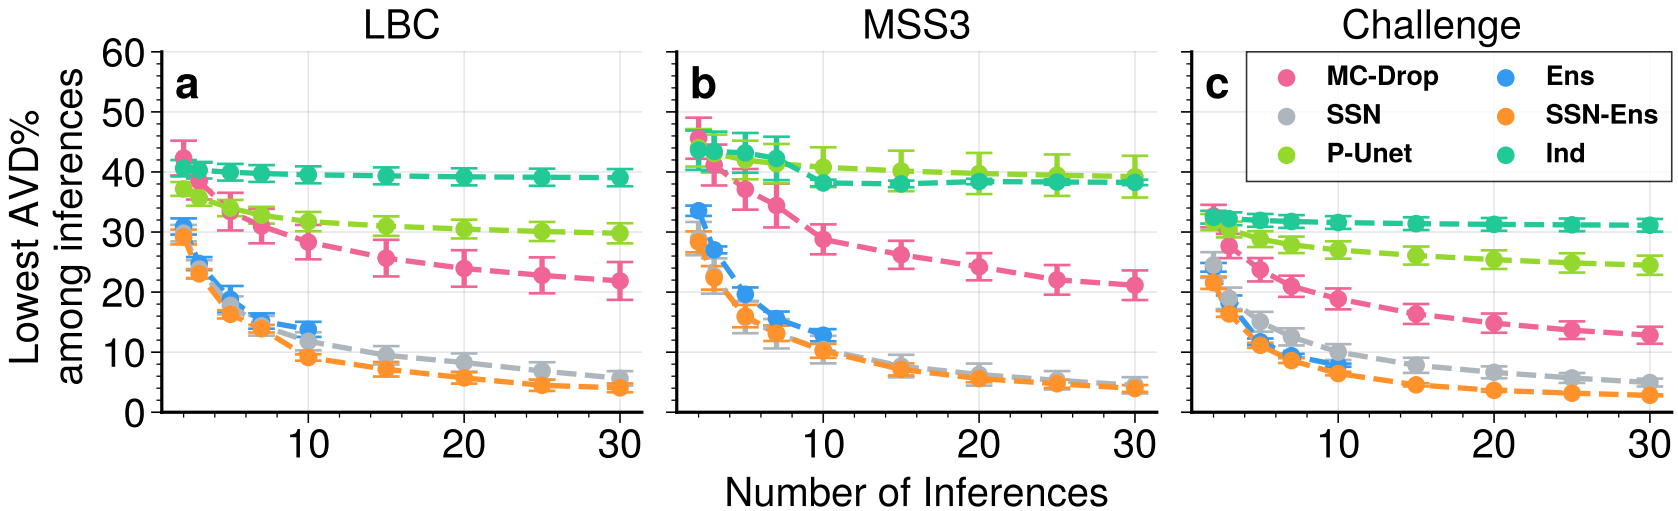 LBC
MSS3
Challenge
Lowest AVD%
among inferences
60
50
40
30
20
10
0
a
b
c
MC-Drop
Ens
SSN
SSN-Ens
P-Unet
Ind
10
20
30
10
20
30
10
20
30
Number of Inferences